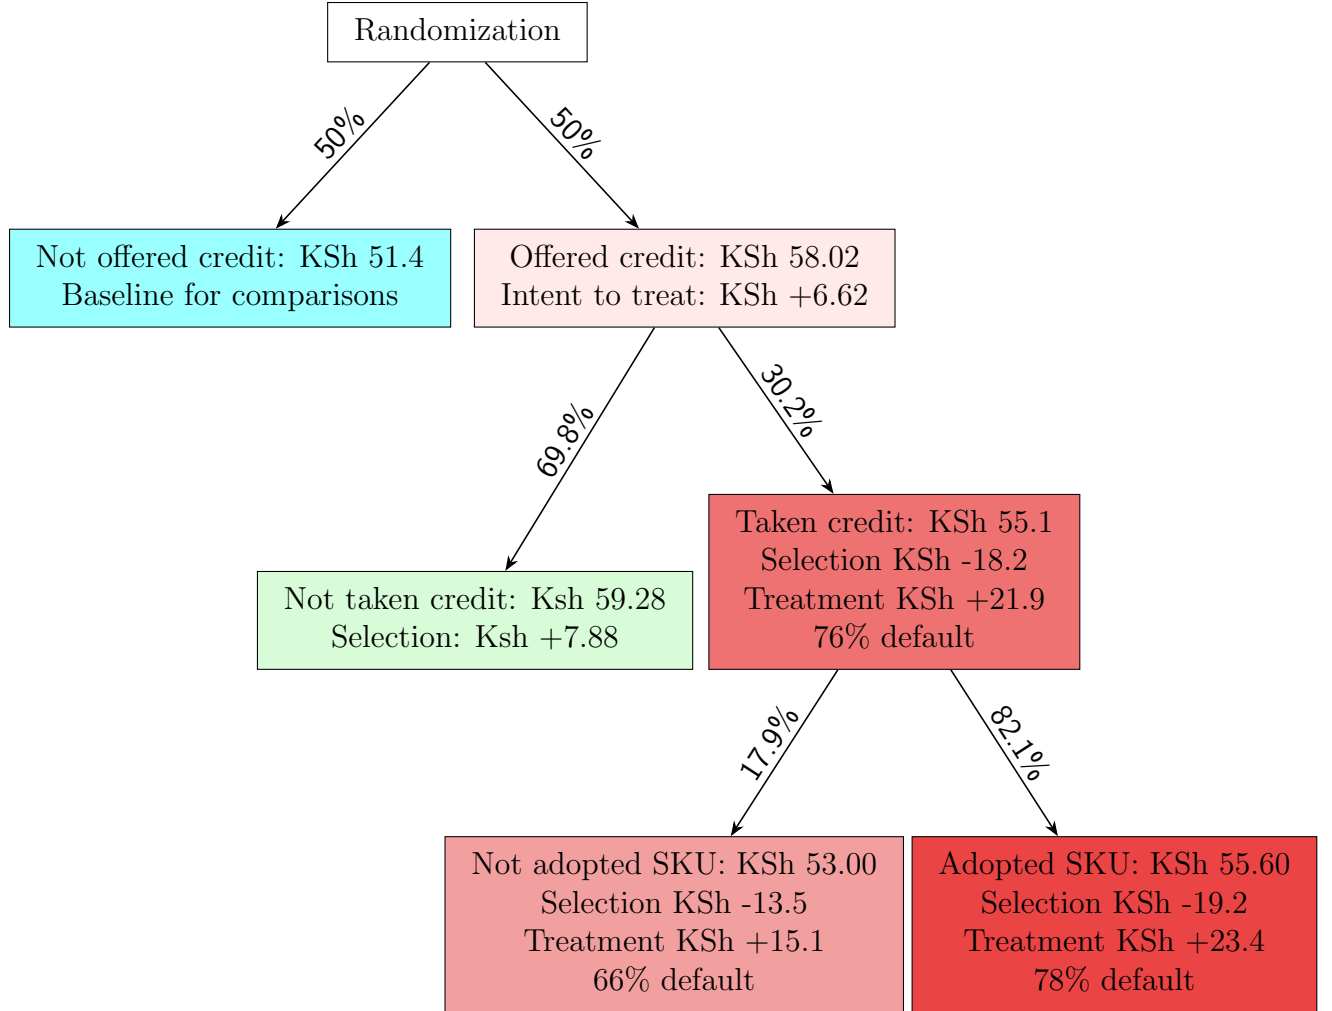 Randomization
50%
50%
Not offered credit: KSh 51.4
Baseline for comparisons
Offered credit: KSh 58.02
Intent to treat: KSh +6.62
69.8%
30.2%
Not taken credit: Ksh 59.28
Selection: Ksh +7.88
Taken credit: KSh 55.1
Selection KSh -18.2
Treatment KSh +21.9
76% default
17.9%
82.1%
Not adopted SKU: KSh 53.00
Selection KSh -13.5
Treatment KSh +15.1
66% default
Adopted SKU: KSh 55.60
Selection KSh -19.2
Treatment KSh +23.4
78% default